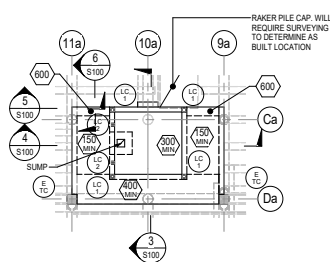 RAKER PILE CAP. WILL
REQUIRE SURVEYING
TO DETERMINE AS
BUILT LOCATION
11a
10a
9a
6
S100
600
LC
1
LC
1
600
5
S100
LC
2
Ca
4
S100
150
MIN
300
MIN
150
MIN
SUMP
LC
2
LC
1
E
TC
LC
1
400
MIN
E
TC
Da
3
S100